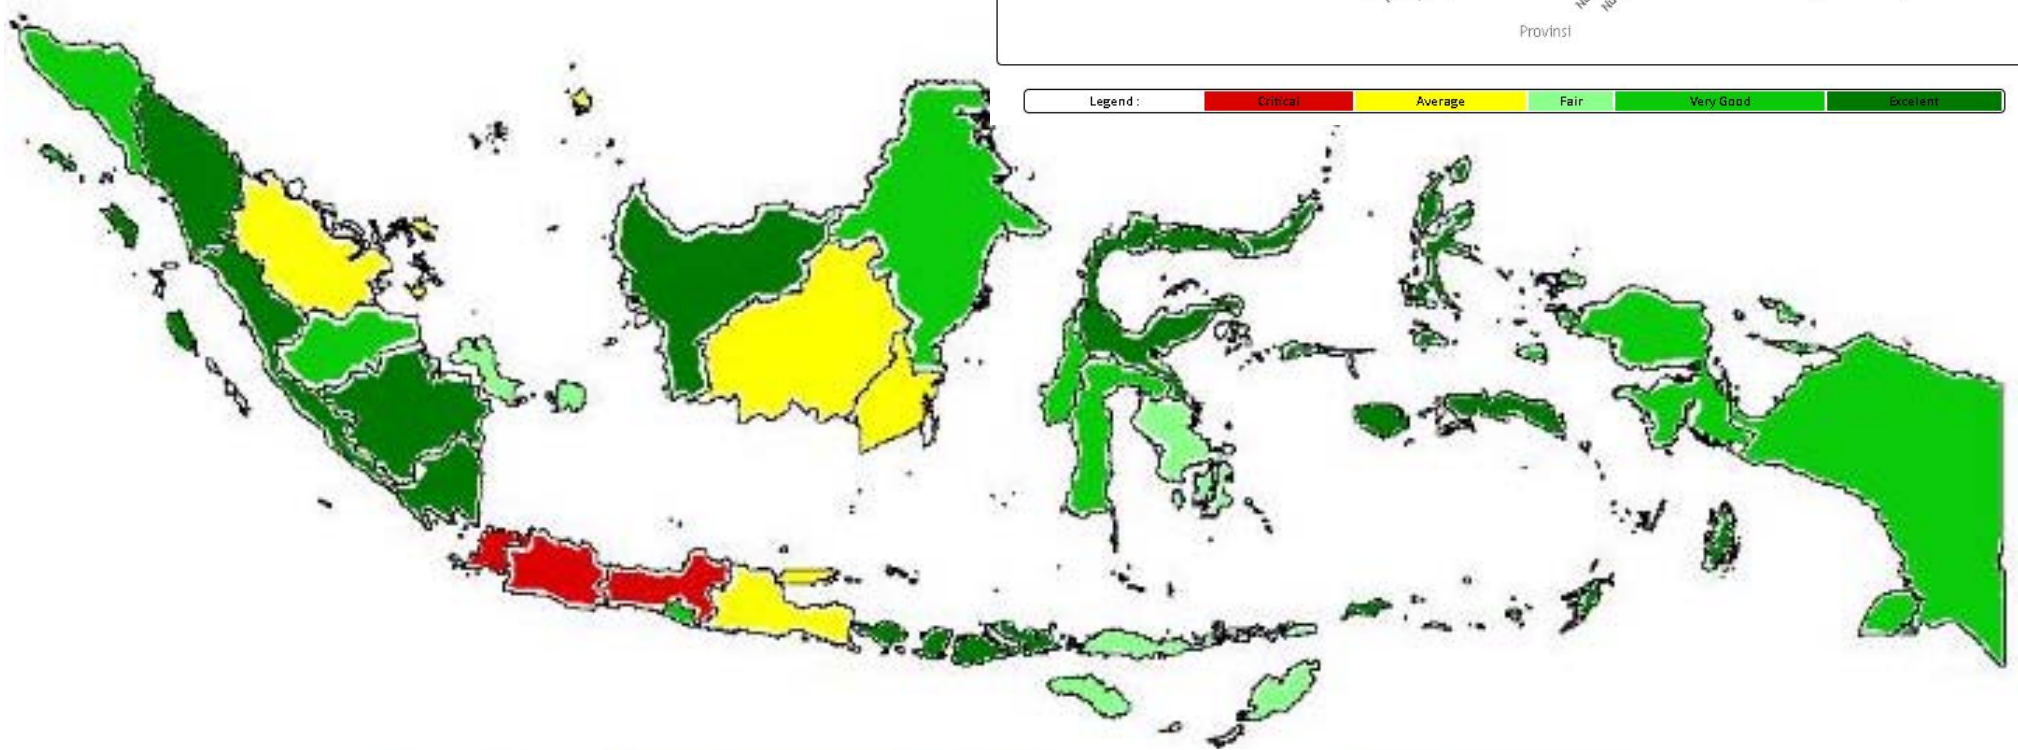 Provinsi
Legend :
Critical
Average
Fair
Very Good
Excelent